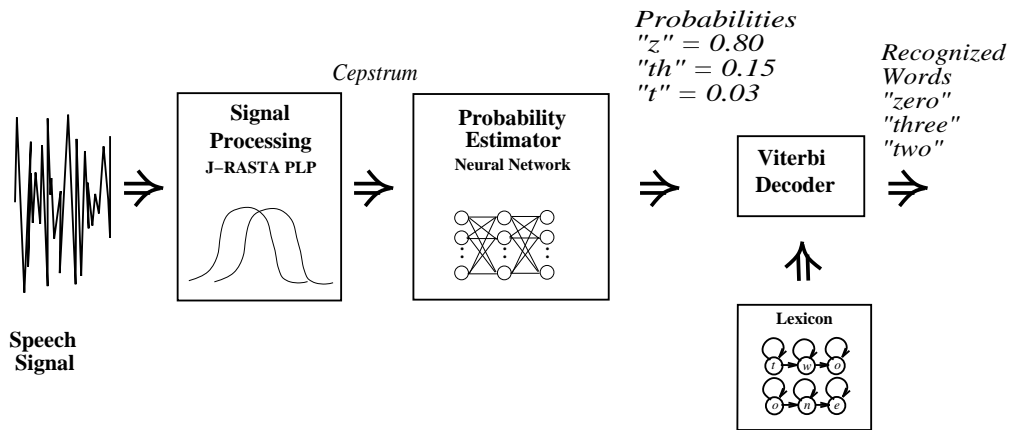 Speech
Signal
Signal
Processing
J–RASTA PLP
Cepstrum
Probability
Estimator
Neural Network
Probabilities
"z" = 0.80
"th" = 0.15
"t" = 0.03
Viterbi
Decoder
Lexicon
t w o
o n e
Recognized
Words
"zero"
"three"
"two"